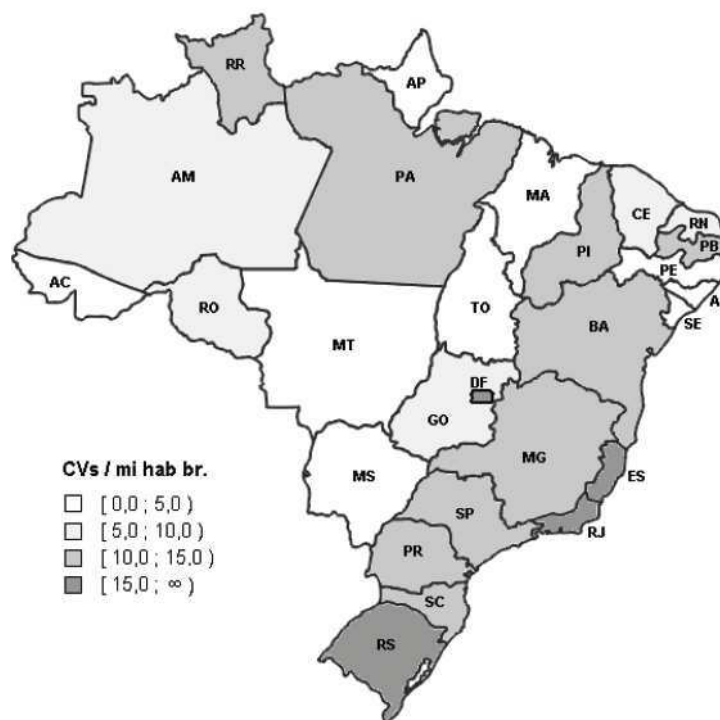 RR
AP
AM
PA
MA
CE
RN
PB
PI
PE
AC
A
RO
TO
SE
BA
MT
DF
GO
MG
ES
MS
SP
RJ
PR
SC
RS
CVs / mi hab br.
[ 0,0 ; 5,0 )
[ 5,0 ; 10,0 )
[ 10,0 ; 15,0 )
[ 15,0 ; ∞ )